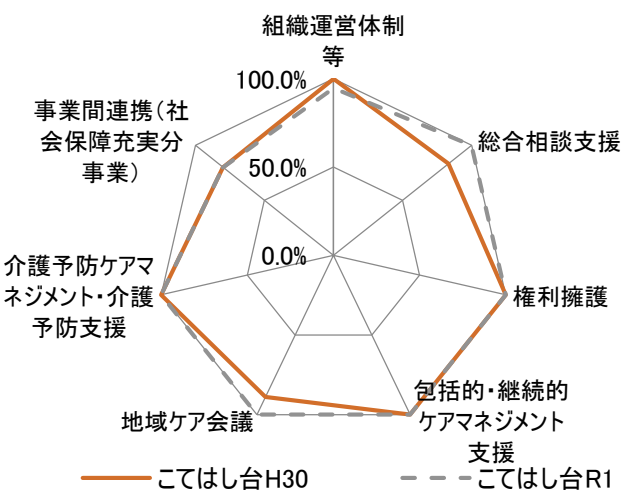 組織運営体制
等
100.0%
事業間連携（社
会保障充実分
事業）
総合相談支援
50.0%
0.0%
介護予防ケアマ
ネジメント・介護
予防支援
権利擁護
包括的・継続的
ケアマネジメント
支援
地域ケア会議
こてはし台H30
こてはし台R1